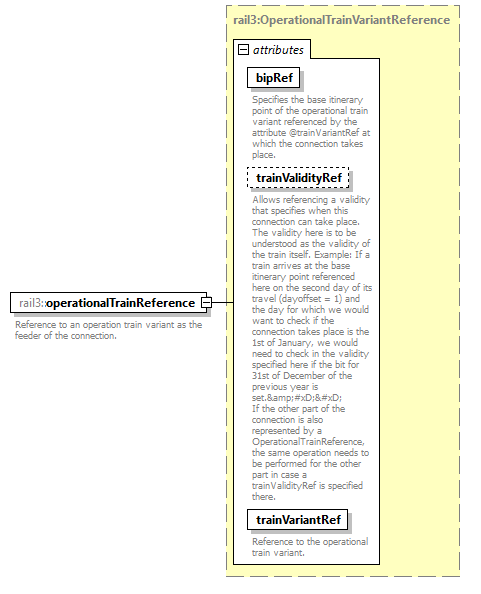 rail3:OperationalTrainVariantReference
attributes
bipRef
Specifies the base itinerary
point of the operational train
variant referenced by the
attribute @trainVariantRef at
which the connection takes
place.
trainValidityRef
Allows referencing a validity
that specifies when this
connection can take place.
The validity here is to be
understood as the validity of
the train itself. Example: If a
train arrives at the base
itinerary point referenced
here on the second day of its
travel (dayoffset = 1) and
the day for which we would
want to check if the
connection takes place is the
1st of January, we would
need to check in the validity
specified here if the bit for
31st of December of the
previous year is
set.&amp;#xD;&#xD;
If the other part of the
connection is also
represented by a
OperationalTrainReference,
the same operation needs to
be performed for the other
part in case a
trainValidityRef is specified
there.
rail3::operationalTrainReference
Reference to an operation train variant as the
feeder of the connection.
trainVariantRef
Reference to the operational
train variant.